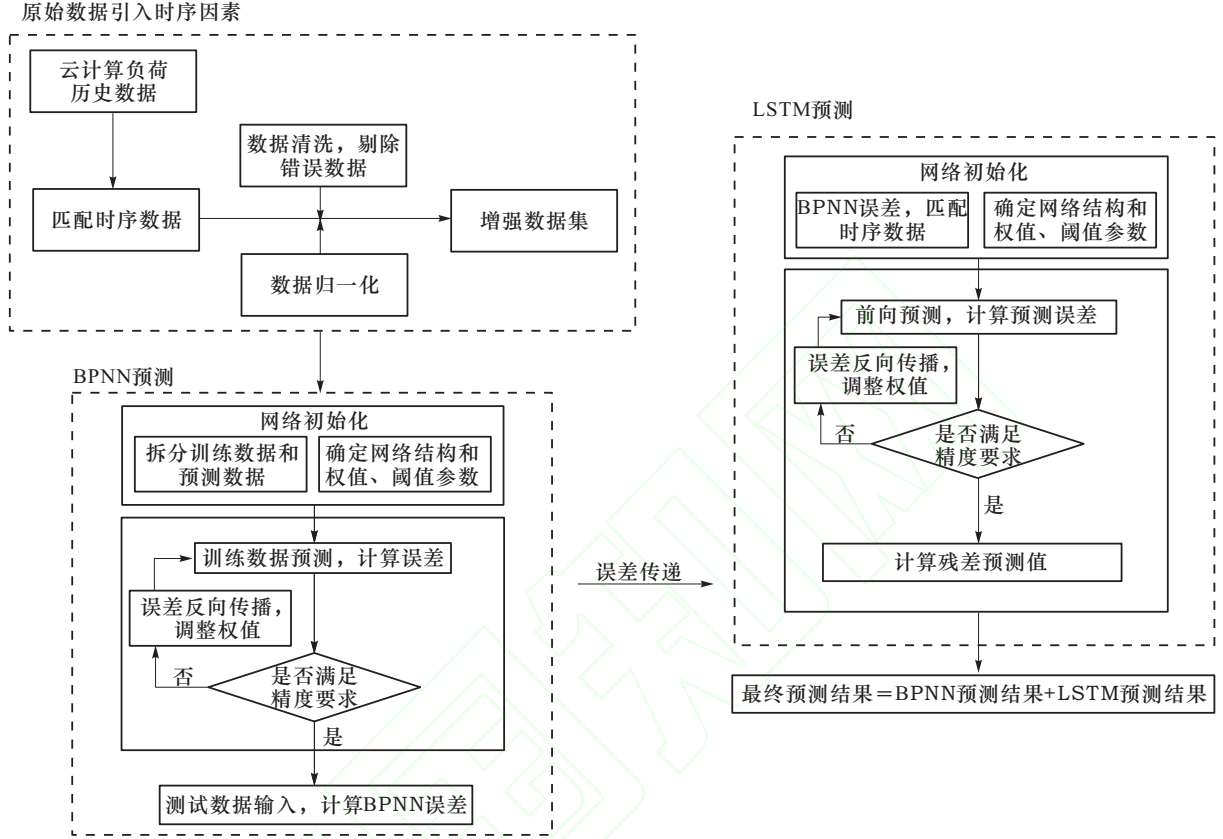 原始数据引入时序因素
云计算负荷
历史数据
数据清洗，剔除
错误数据
匹配时序数据
增强数据集
数据归一化
BPNN预测
网络初始化
拆分训练数据和
预测数据
确定网络结构和
权值、阈值参数
训练数据预测，计算误差
误差反向传播，
调整权值
否
是否满足
精度要求
是
测试数据输入，计算BPNN误差
误差传递
LSTM预测
网络初始化
BPNN误差，匹配
时序数据
确定网络结构和
权值、阈值参数
前向预测，计算预测误差
误差反向传播，
调整权值
否
是否满足
精度要求
是
计算残差预测值
最终预测结果＝BPNN预测结果+LSTM预测结果